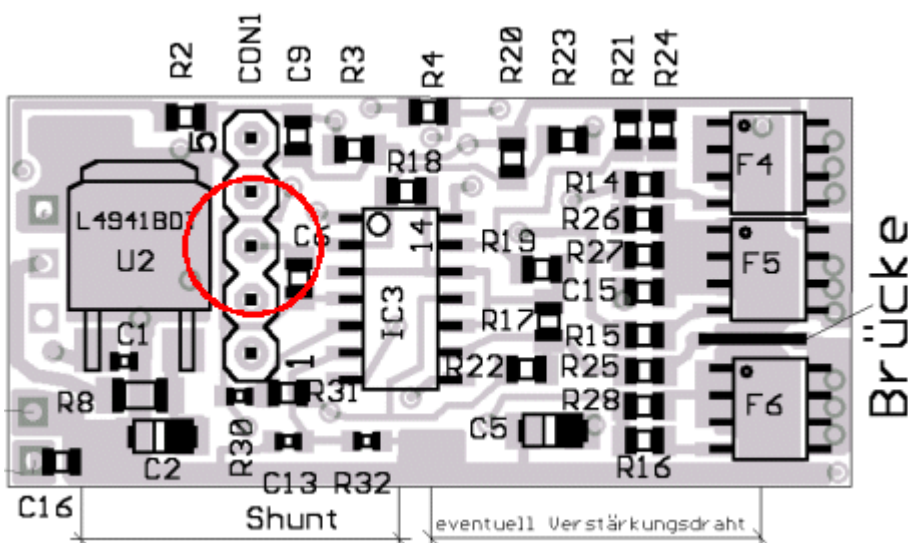 R2
CON1
C9
R3
R4
R20
R23
R21
R24
5
R18
F4
R14
L4941BDT
U2
C6
14
R19
R26
R27
F5
C15
IC3
R17
R15
Brücke
C1
1
R22
R25
R8
R31
R28
F6
R30
C5
C2
R16
C13
R32
C16
Shunt
eventuell Verstärkungsdraht